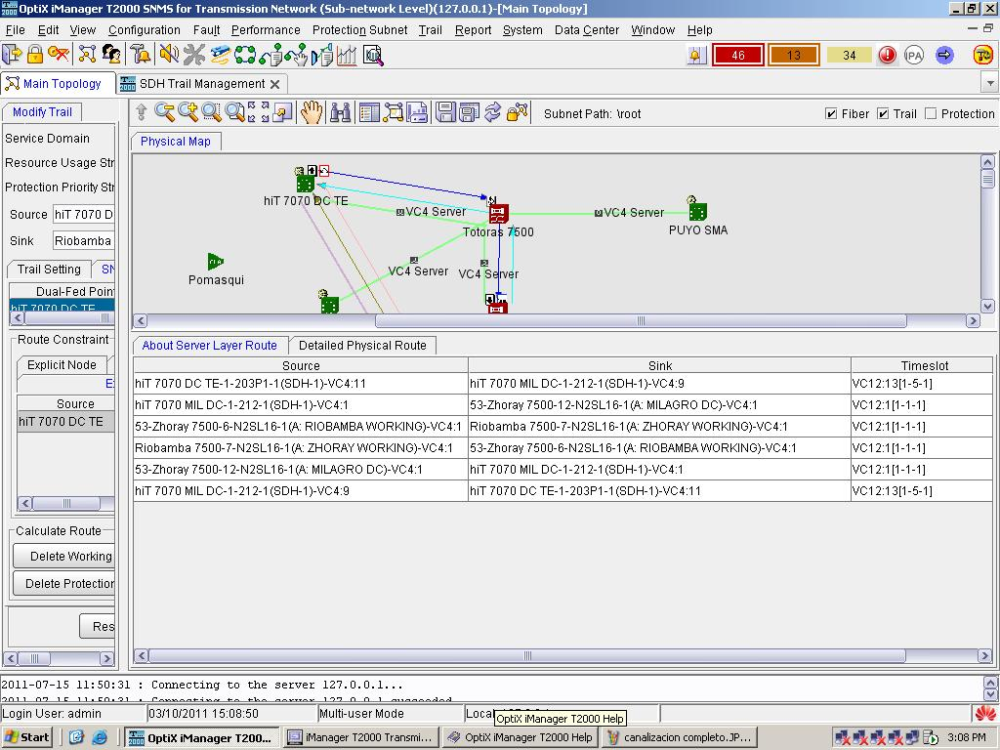 OptiX iManager T2000 SNMS for Transmission Network (Sub-network Level)(127.0.0.1)-[Main Topology]
File Edit View Configuration Fault Performance Protection Subnet Trail Report System Data Center Window Help
46 13 34 PA
Main Topology SDH Trail Management
Modify Trail
Subnet Path: \root Fiber Trail Protection
Service Domain
Resource Usage Str
Protection Priority Str
Source hiT 7070 D
Sink Riobamba
Trail Setting SN
Dual-Fed Poin
hiT 7070 DC TE
Route Constraint
Explicit Node
Source
hiT 7070 DC TE
Calculate Route
Delete Working
Delete Protection
Res
Physical Map
hiT 7070 DC TE
VC4 Server
VC4 Server
Totoras 7500
PUYO SMA
Pomasqui
VC4 Server
VC4 Server
About Server Layer Route Detailed Physical Route
Source Sink Timeslot
hiT 7070 DC TE-1-203P1-1(SDH-1)-VC4:11 hiT 7070 MIL DC-1-212-1(SDH-1)-VC4:9 VC12:13[1-5-1]
hiT 7070 MIL DC-1-212-1(SDH-1)-VC4:1 53-Zhoray 7500-12-N2SL16-1(A: MILAGRO DC)-VC4:1 VC12:1[1-1-1]
53-Zhoray 7500-6-N2SL16-1(A: RIOBAMBA WORKING)-VC4:1 Riobamba 7500-7-N2SL16-1(A: ZHORAY WORKING)-VC4:1 VC12:1[1-1-1]
Riobamba 7500-7-N2SL16-1(A: ZHORAY WORKING)-VC4:1 53-Zhoray 7500-6-N2SL16-1(A: RIOBAMBA WORKING)-VC4:1 VC12:1[1-1-1]
53-Zhoray 7500-12-N2SL16-1(A: MILAGRO DC)-VC4:1 hiT 7070 MIL DC-1-212-1(SDH-1)-VC4:1 VC12:1[1-1-1]
hiT 7070 MIL DC-1-212-1(SDH-1)-VC4:9 hiT 7070 DC TE-1-203P1-1(SDH-1)-VC4:11 VC12:13[1-5-1]
2011-07-15 11:50:31 : Connecting to the server 127.0.0.1...
2011-07-15 11:50:31 : Connecting to the server 127.0.0.1 succeeded
Login User: admin 03/10/2011 15:08:50 Multi-user Mode Loca
OptiX iManager T2000 Help
Start OptiX iManager T200... iManager T2000 Transmi... OptiX iManager T2000 Help canalizacion completo.JP... 3:08 PM